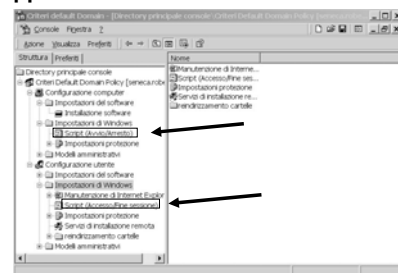 Criteri default Domain - [Directory principale console\Criteri Default Domain Policy
Console Finestra ?
Azione Visualizza Preferiti
Struttura Preferiti
Nome
Directory principale console
Criteri Default Domain Policy [seneca.rob
Configurazione computer
Impostazioni del software
Installazione software
Impostazioni di Windows
Script (Avvio/Arresto)
Impostazioni protezione
Modelli amministrativi
Configurazione utente
Impostazioni del software
Impostazioni di Windows
Manutenzione di Internet Explor
Script (Accesso/Fine sessione)
Impostazioni protezione
Servizi di installazione remota
reindirizzamento cartelle
Modelli amministrativi
Manutenzione di Interne...
Script (Accesso/Fine ses...
Impostazioni protezione
Servizi di installazione re...
reindirizzamento cartelle